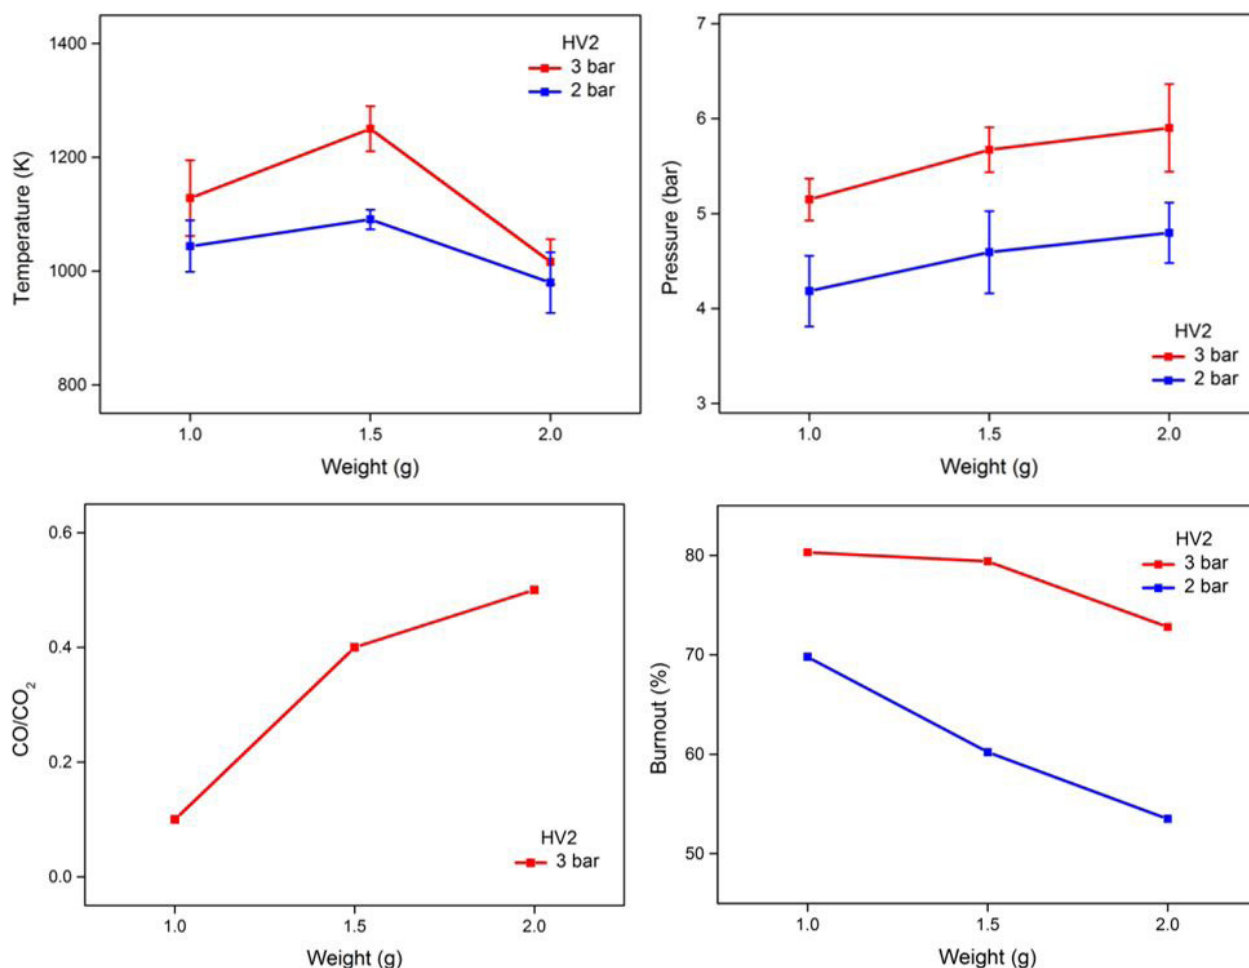 1400
1200
1000
800
Temperature (K)
HV2
3 bar
2 bar
1.0 1.5 2.0
Weight (g)
7
6
5
4
3
Pressure (bar)
HV2
3 bar
2 bar
1.0 1.5 2.0
Weight (g)
0.6
0.4
0.2
0.0
CO/CO₂
HV2
3 bar
1.0 1.5 2.0
Weight (g)
80
70
60
50
Burnout (%)
HV2
3 bar
2 bar
1.0 1.5 2.0
Weight (g)